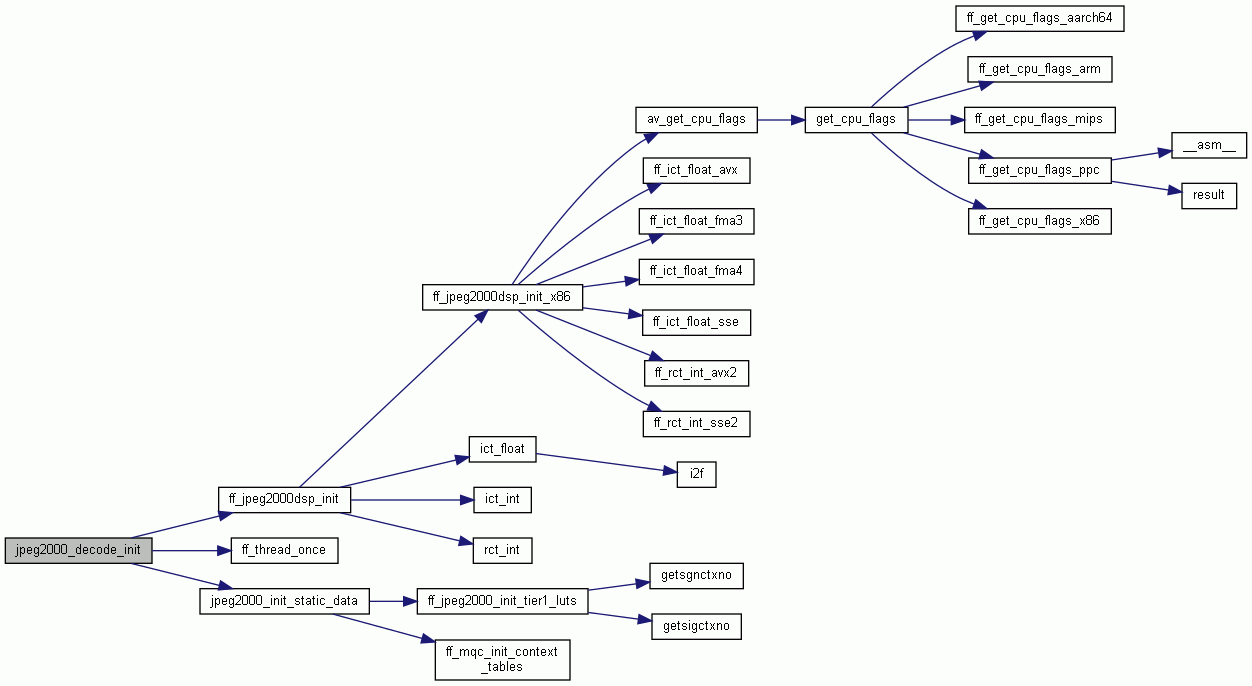 ff_get_cpu_flags_aarch64
ff_get_cpu_flags_arm
av_get_cpu_flags
get_cpu_flags
ff_get_cpu_flags_mips
__asm__
ff_ict_float_avx
ff_get_cpu_flags_ppc
result
ff_ict_float_fma3
ff_get_cpu_flags_x86
ff_ict_float_fma4
ff_jpeg2000dsp_init_x86
ff_ict_float_sse
ff_rct_int_avx2
ff_rct_int_sse2
ict_float
i2f
ff_jpeg2000dsp_init
ict_int
jpeg2000_decode_init
ff_thread_once
rct_int
getsgnctxno
jpeg2000_init_static_data
ff_jpeg2000_init_tier1_luts
getsigctxno
ff_mqc_init_context
_tables